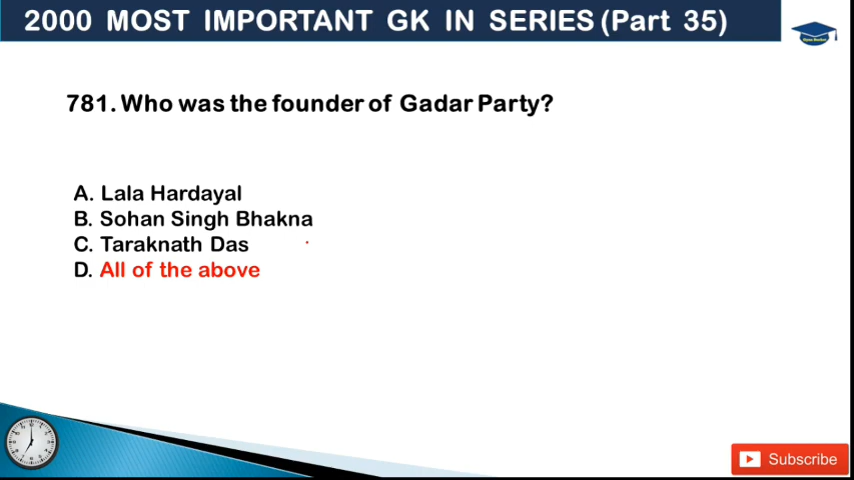 2000 MOST IMPORTANT GK IN SERIES (Part 35)
781. Who was the founder of Gadar Party?
A. Lala Hardayal
B. Sohan Singh Bhakna
C. Taraknath Das
D. All of the above
Subscribe